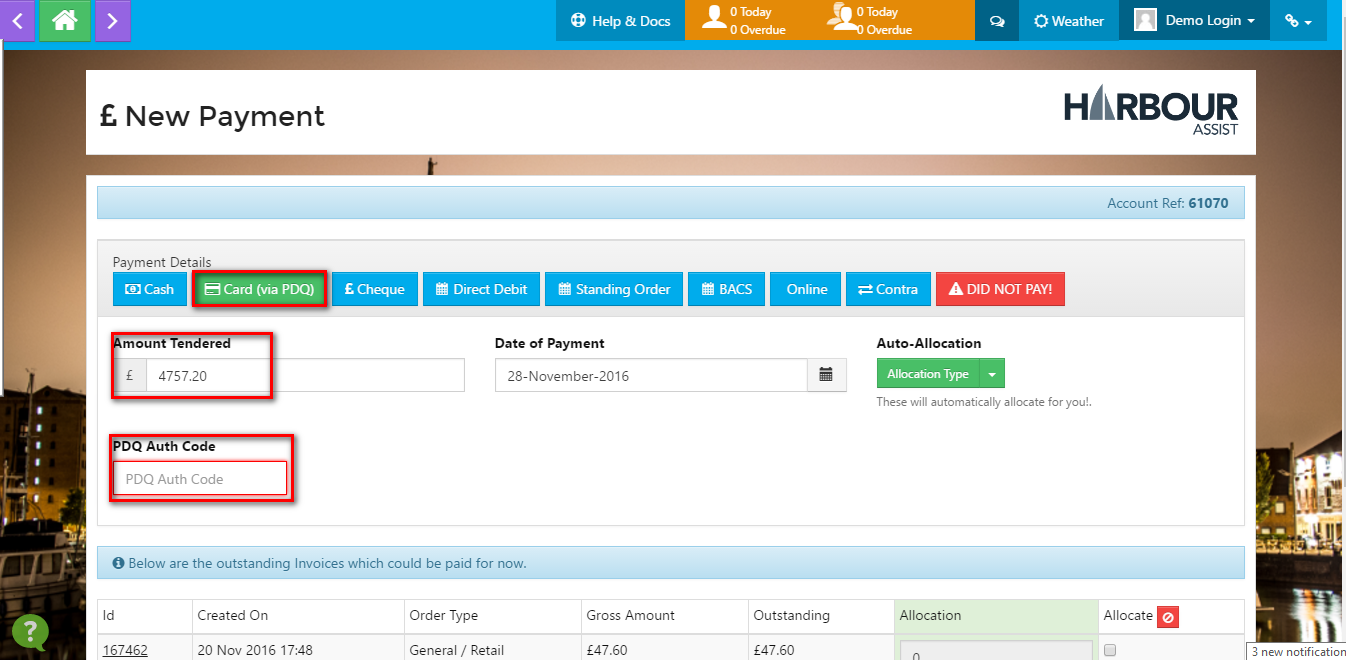 Help & Docs
0 Today
0 Overdue
0 Today
0 Overdue
Weather
Demo Login
£ New Payment
HARBOUR
ASSIST
Account Ref: 61070
Payment Details
Cash
Card (via PDQ)
£ Cheque
Direct Debit
Standing Order
BACS
Online
Contra
DID NOT PAY!
Amount Tendered
Date of Payment
Auto-Allocation
£ 4757.20
28-November-2016
Allocation Type
These will automatically allocate for you!.
PDQ Auth Code
PDQ Auth Code
Below are the outstanding Invoices which could be paid for now.
Id Created On Order Type Gross Amount Outstanding Allocation Allocate
167462 20 Nov 2016 17:48 General / Retail £47.60 £47.60 0
?
3 new notification